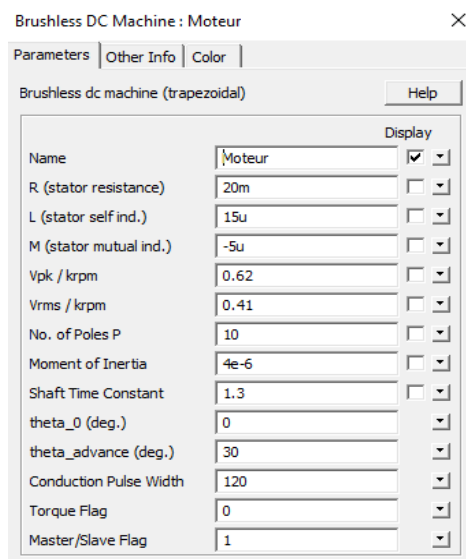 Brushless DC Machine : Moteur
Parameters Other Info Color
Brushless dc machine (trapezoidal) Help
Display
Name Moteur
R (stator resistance) 20m
L (stator self ind.) 15u
M (stator mutual ind.) -5u
Vpk / krpm 0.62
Vrms / krpm 0.41
No. of Poles P 10
Moment of Inertia 4e-6
Shaft Time Constant 1.3
theta_0 (deg.) 0
theta_advance (deg.) 30
Conduction Pulse Width 120
Torque Flag 0
Master/Slave Flag 1